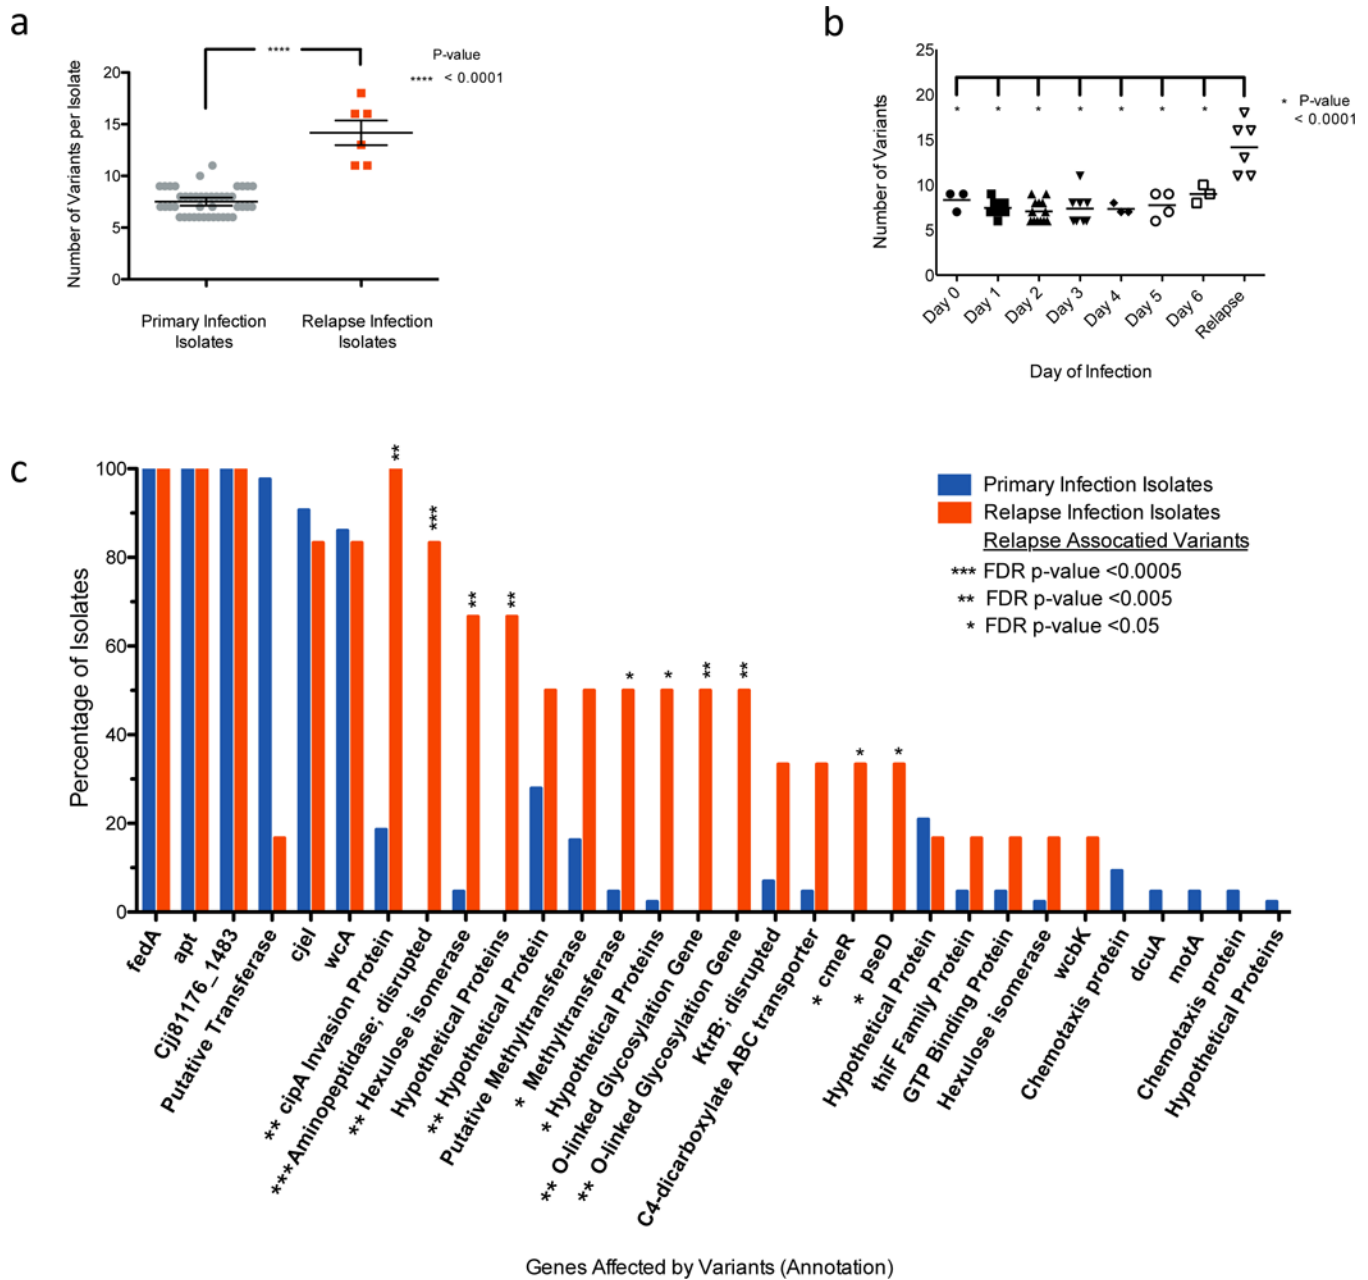 a
****
P-value
**** < 0.0001
Number of Variants per Isolate
20
15
10
5
0
Primary Infection
Isolates
Relapse Infection
Isolates
b
25
20
15
10
5
0
Number of Variants
* * * * * * *
* P-value
< 0.0001
Day 0
Day 1
Day 2
Day 3
Day 4
Day 5
Day 6
Relapse
Day of Infection
c
Percentage of Isolates
100
80
60
40
20
0
**
***
**
**
*
*
**
**
*
*
Primary Infection Isolates
Relapse Infection Isolates
Relapse Assocatied Variants
*** FDR p-value <0.0005
** FDR p-value <0.005
* FDR p-value <0.05
fedA
apt
Cjj81176_1483
Putative Transferase
cjeI
wcA
** cipA Invasion Protein
***Aminopeptidase; disrupted
** Hexulose isomerase
Hypothetical Proteins
** Hypothetical Protein
Putative Methyltransferase
* Methyltransferase
* Hypothetical Proteins
** O-linked Glycosylation Gene
** O-linked Glycosylation Gene
KtrB; disrupted
C4-dicarboxylate ABC transporter
* cmeR
* pseD
Hypothetical Protein
thiF Family Protein
GTP Binding Protein
Hexulose isomerase
wcbK
Chemotaxis protein
dcuA
motA
Chemotaxis protein
Hypothetical Proteins
Genes Affected by Variants (Annotation)